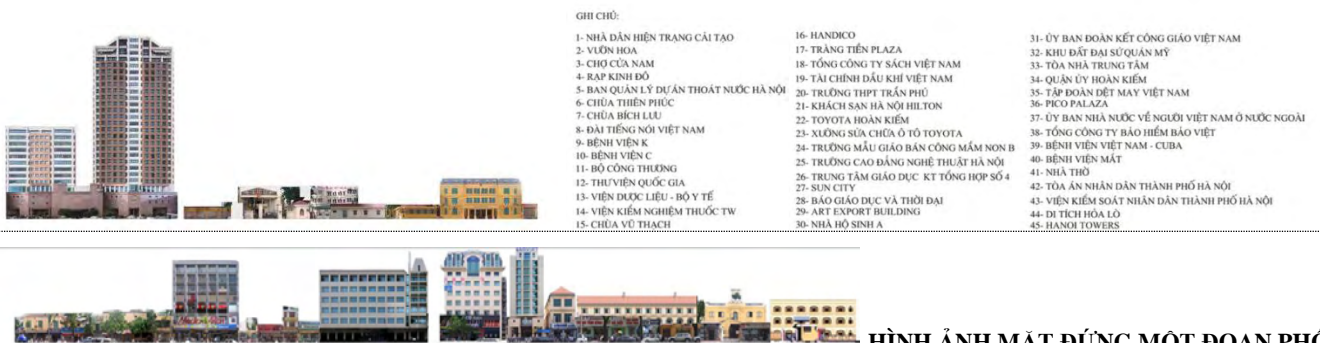 GHI CHÚ:
1- NHÀ DÂN HIỆN TRẠNG CẢI TẠO
2- VƯỜN HOA
3- CHỢ CỬA NAM
4- RẠP KINH ĐÔ
5- BAN QUẢN LÝ DỰ ÁN THOÁT NƯỚC HÀ NỘI
6- CHÙA THIÊN PHÚC
7- CHÙA BÍCH LƯU
8- ĐÀI TIẾNG NÓI VIỆT NAM
9- BỆNH VIỆN K
10- BỆNH VIỆN C
11- BỘ CÔNG THƯƠNG
12- THƯ VIỆN QUỐC GIA
13- VIỆN DƯỢC LIỆU - BỘ Y TẾ
14- VIỆN KIỂM NGHIỆM THUỐC TW
15- CHÙA VŨ THẠCH
16- HANDICO
17- TRÀNG TIỀN PLAZA
18- TỔNG CÔNG TY SÁCH VIỆT NAM
19- TÀI CHÍNH DẦU KHÍ VIỆT NAM
20- TRƯỜNG THPT TRẦN PHÚ
21- KHÁCH SẠN HÀ NỘI HILTON
22- TOYOTA HOÀN KIẾM
23- XƯỞNG SỬA CHỮA Ô TÔ TOYOTA
24- TRƯỜNG MẪU GIÁO BÁN CÔNG MẦM NON B
25- TRƯỜNG CAO ĐẲNG NGHỆ THUẬT HÀ NỘI
26- TRUNG TÂM GIÁO DỤC KT TỔNG HỢP SỐ 4
27- SUN CITY
28- BÁO GIÁO DỤC VÀ THỜI ĐẠI
29- ART EXPORT BUILDING
30- NHÀ HỘ SINH A
31- ỦY BAN ĐOÀN KẾT CÔNG GIÁO VIỆT NAM
32- KHU ĐẤT ĐẠI SỨ QUÁN MỸ
33- TÒA NHÀ TRUNG TÂM
34- QUẬN ỦY HOÀN KIẾM
35- TẬP ĐOÀN DỆT MAY VIỆT NAM
36- PICO PALAZA
37- ỦY BAN NHÀ NƯỚC VỀ NGƯỜI VIỆT NAM Ở NƯỚC NGOÀI
38- TỔNG CÔNG TY BẢO HIỂM BẢO VIỆT
39- BỆNH VIỆN VIỆT NAM - CUBA
40- BỆNH VIỆN MẮT
41- NHÀ THỜ
42- TÒA ÁN NHÂN DÂN THÀNH PHỐ HÀ NỘI
43- VIỆN KIỂM SOÁT NHÂN DÂN THÀNH PHỐ HÀ NỘI
44- DI TÍCH HỎA LÒ
45- HANOI TOWERS
HÌNH ẢNH MẶT ĐỨNG MỘT ĐOẠN PHỐ